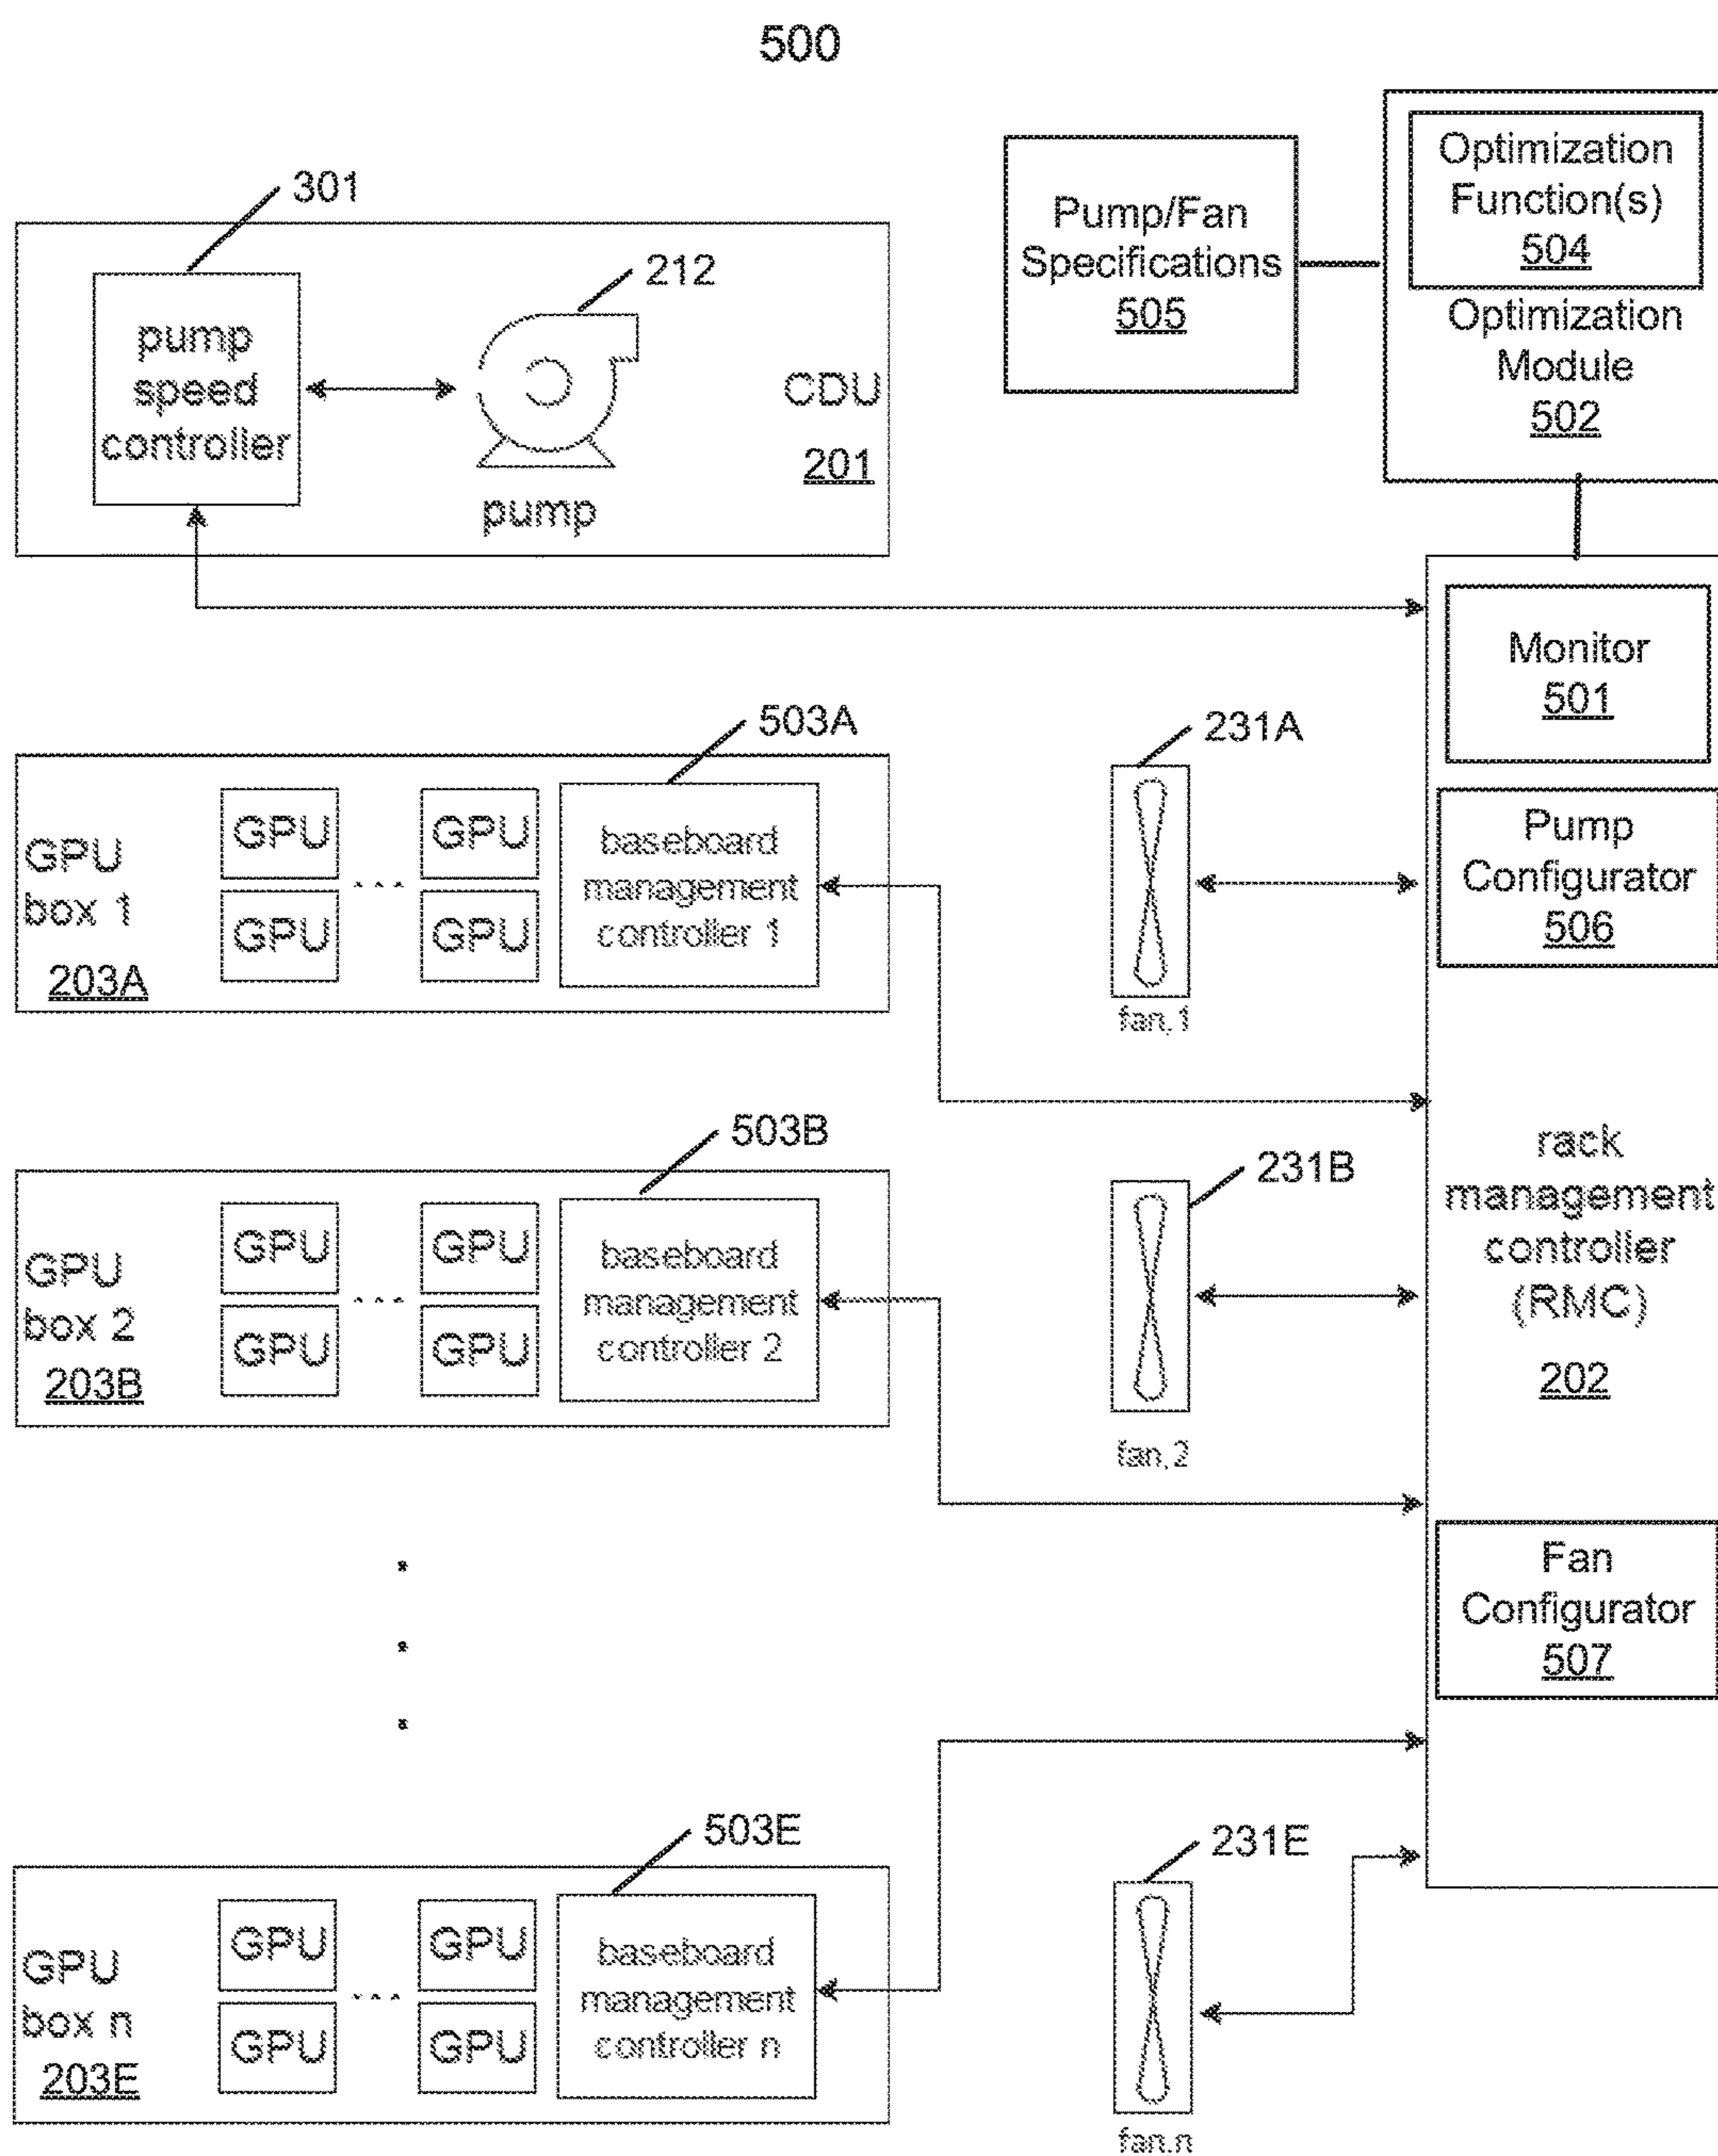 500
301
pump
speed
controller
212
pump
CDU
201
Pump/Fan
Specifications
505
Optimization
Function(s)
504
Optimization
Module
502
Monitor
501
Pump
Configurator
506
rack
management
controller
(RMC)
202
Fan
Configurator
507
503A
GPU
box 1
203A
GPU
GPU
GPU
GPU
...
baseboard
management
controller 1
231A
fan,1
503B
GPU
box 2
203B
GPU
GPU
GPU
GPU
...
baseboard
management
controller 2
231B
fan,2
503E
GPU
box n
203E
GPU
GPU
GPU
GPU
...
baseboard
management
controller n
231E
fan.n